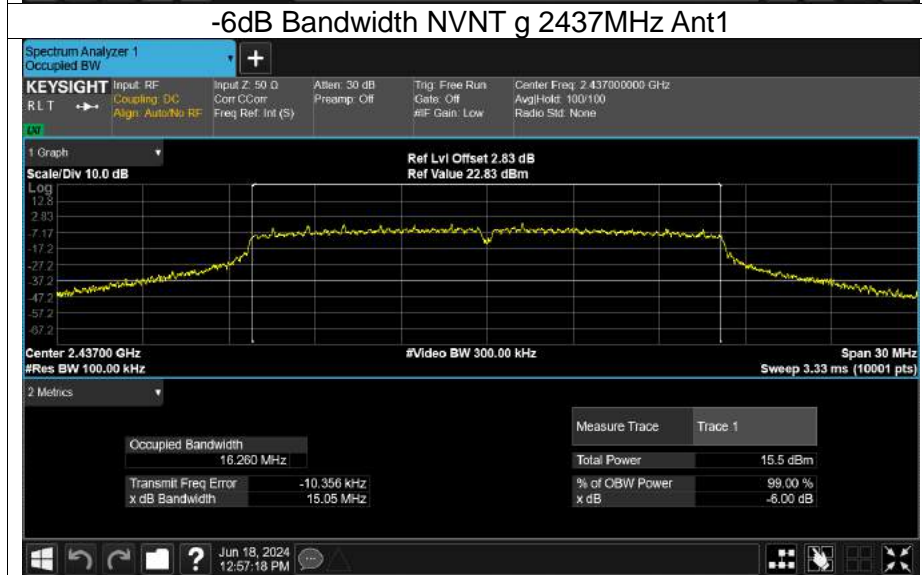 -6dB Bandwidth NVNT g 2437MHz Ant1
Spectrum Analyzer 1
Occupied BW
+
KEYSIGHT Input: RF Input Z: 50 Ω Atten: 30 dB Trig: Free Run Center Freq: 2.437000000 GHz
RLT Coupling: DC Corr CCorr Preamp: Off Gate: Off Avg|Hold: 100/100
Align: Auto/No RF Freq Ref: Int (S) #IF Gain: Low Radio Std: None
LXI
1 Graph Ref Lvl Offset 2.83 dB
Scale/Div 10.0 dB Ref Value 22.83 dBm
Log
12.8
2.83
-7.17
-17.2
-27.2
-37.2
-47.2
-57.2
-67.2
Center 2.43700 GHz #Video BW 300.00 kHz Span 30 MHz
#Res BW 100.00 kHz Sweep 3.33 ms (10001 pts)
2 Metrics
Measure Trace Trace 1
Occupied Bandwidth
16.260 MHz Total Power 15.5 dBm
Transmit Freq Error -10.356 kHz % of OBW Power 99.00 %
x dB Bandwidth 15.05 MHz x dB -6.00 dB
? Jun 18, 2024
12:57:18 PM